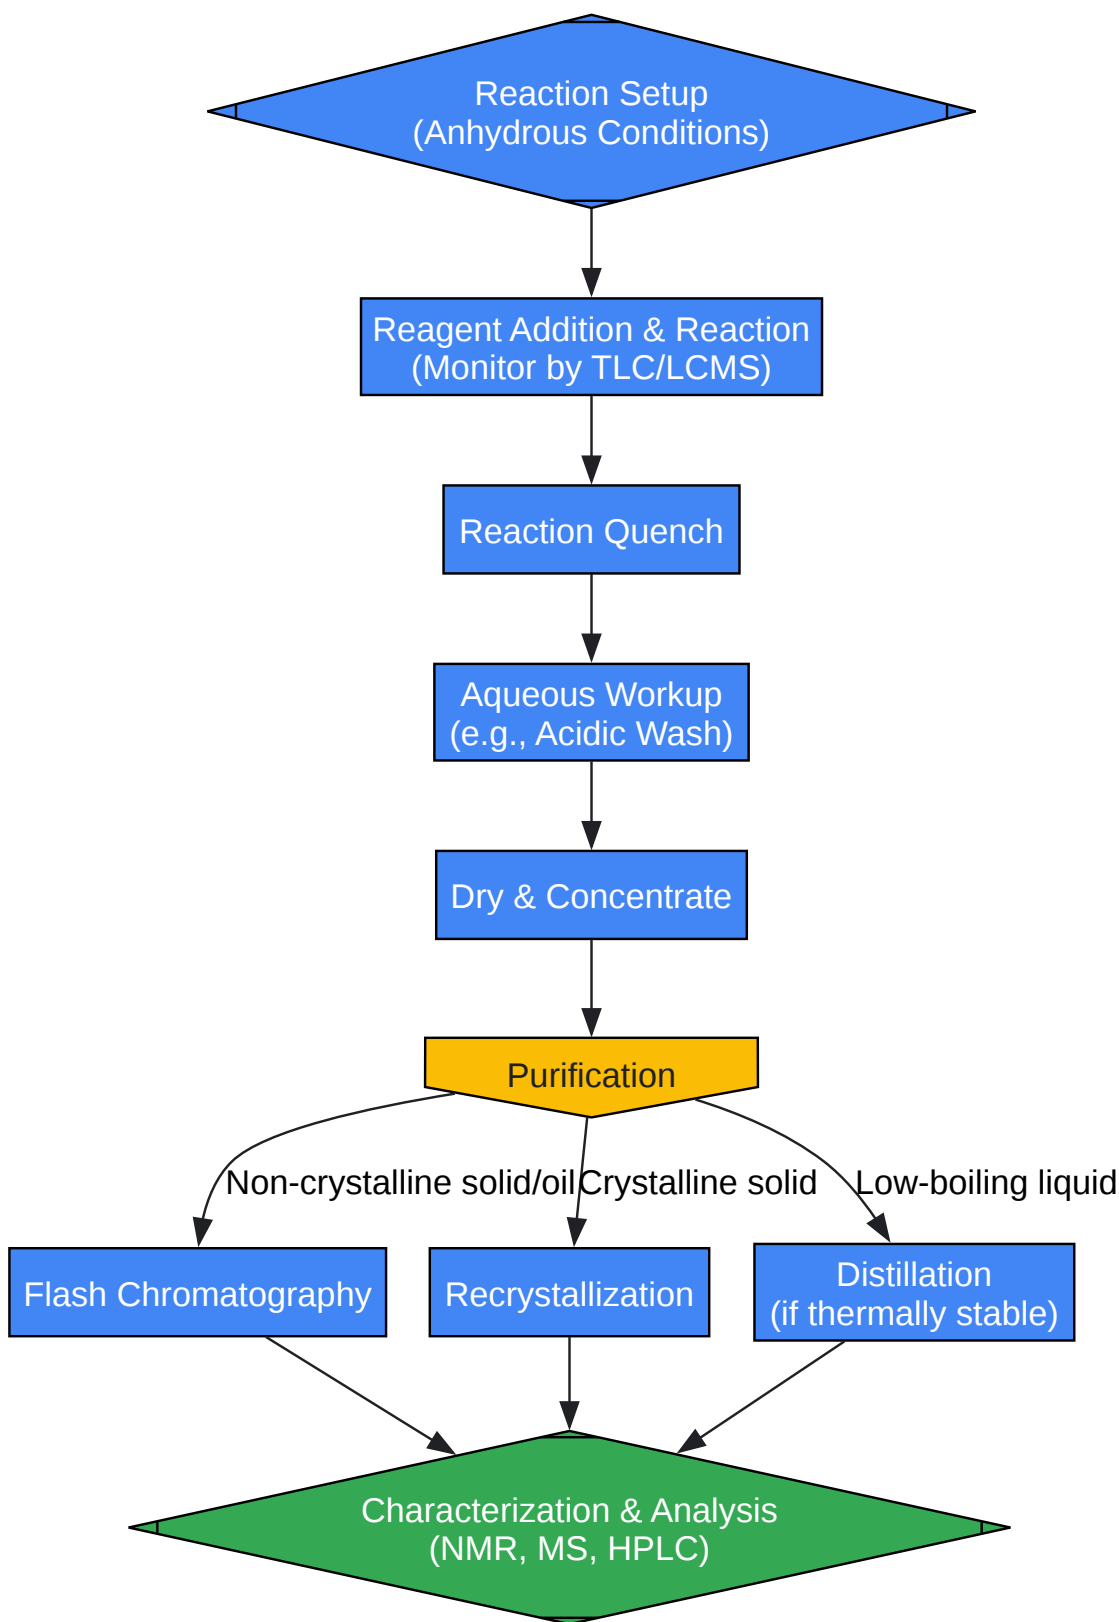 Reaction Setup
(Anhydrous Conditions)
Reagent Addition & Reaction
(Monitor by TLC/LCMS)
Reaction Quench
Aqueous Workup
(e.g., Acidic Wash)
Dry & Concentrate
Purification
Non-crystalline solid/oil
Crystalline solid
Low-boiling liquid
Flash Chromatography
Recrystallization
Distillation
(if thermally stable)
Characterization & Analysis
(NMR, MS, HPLC)